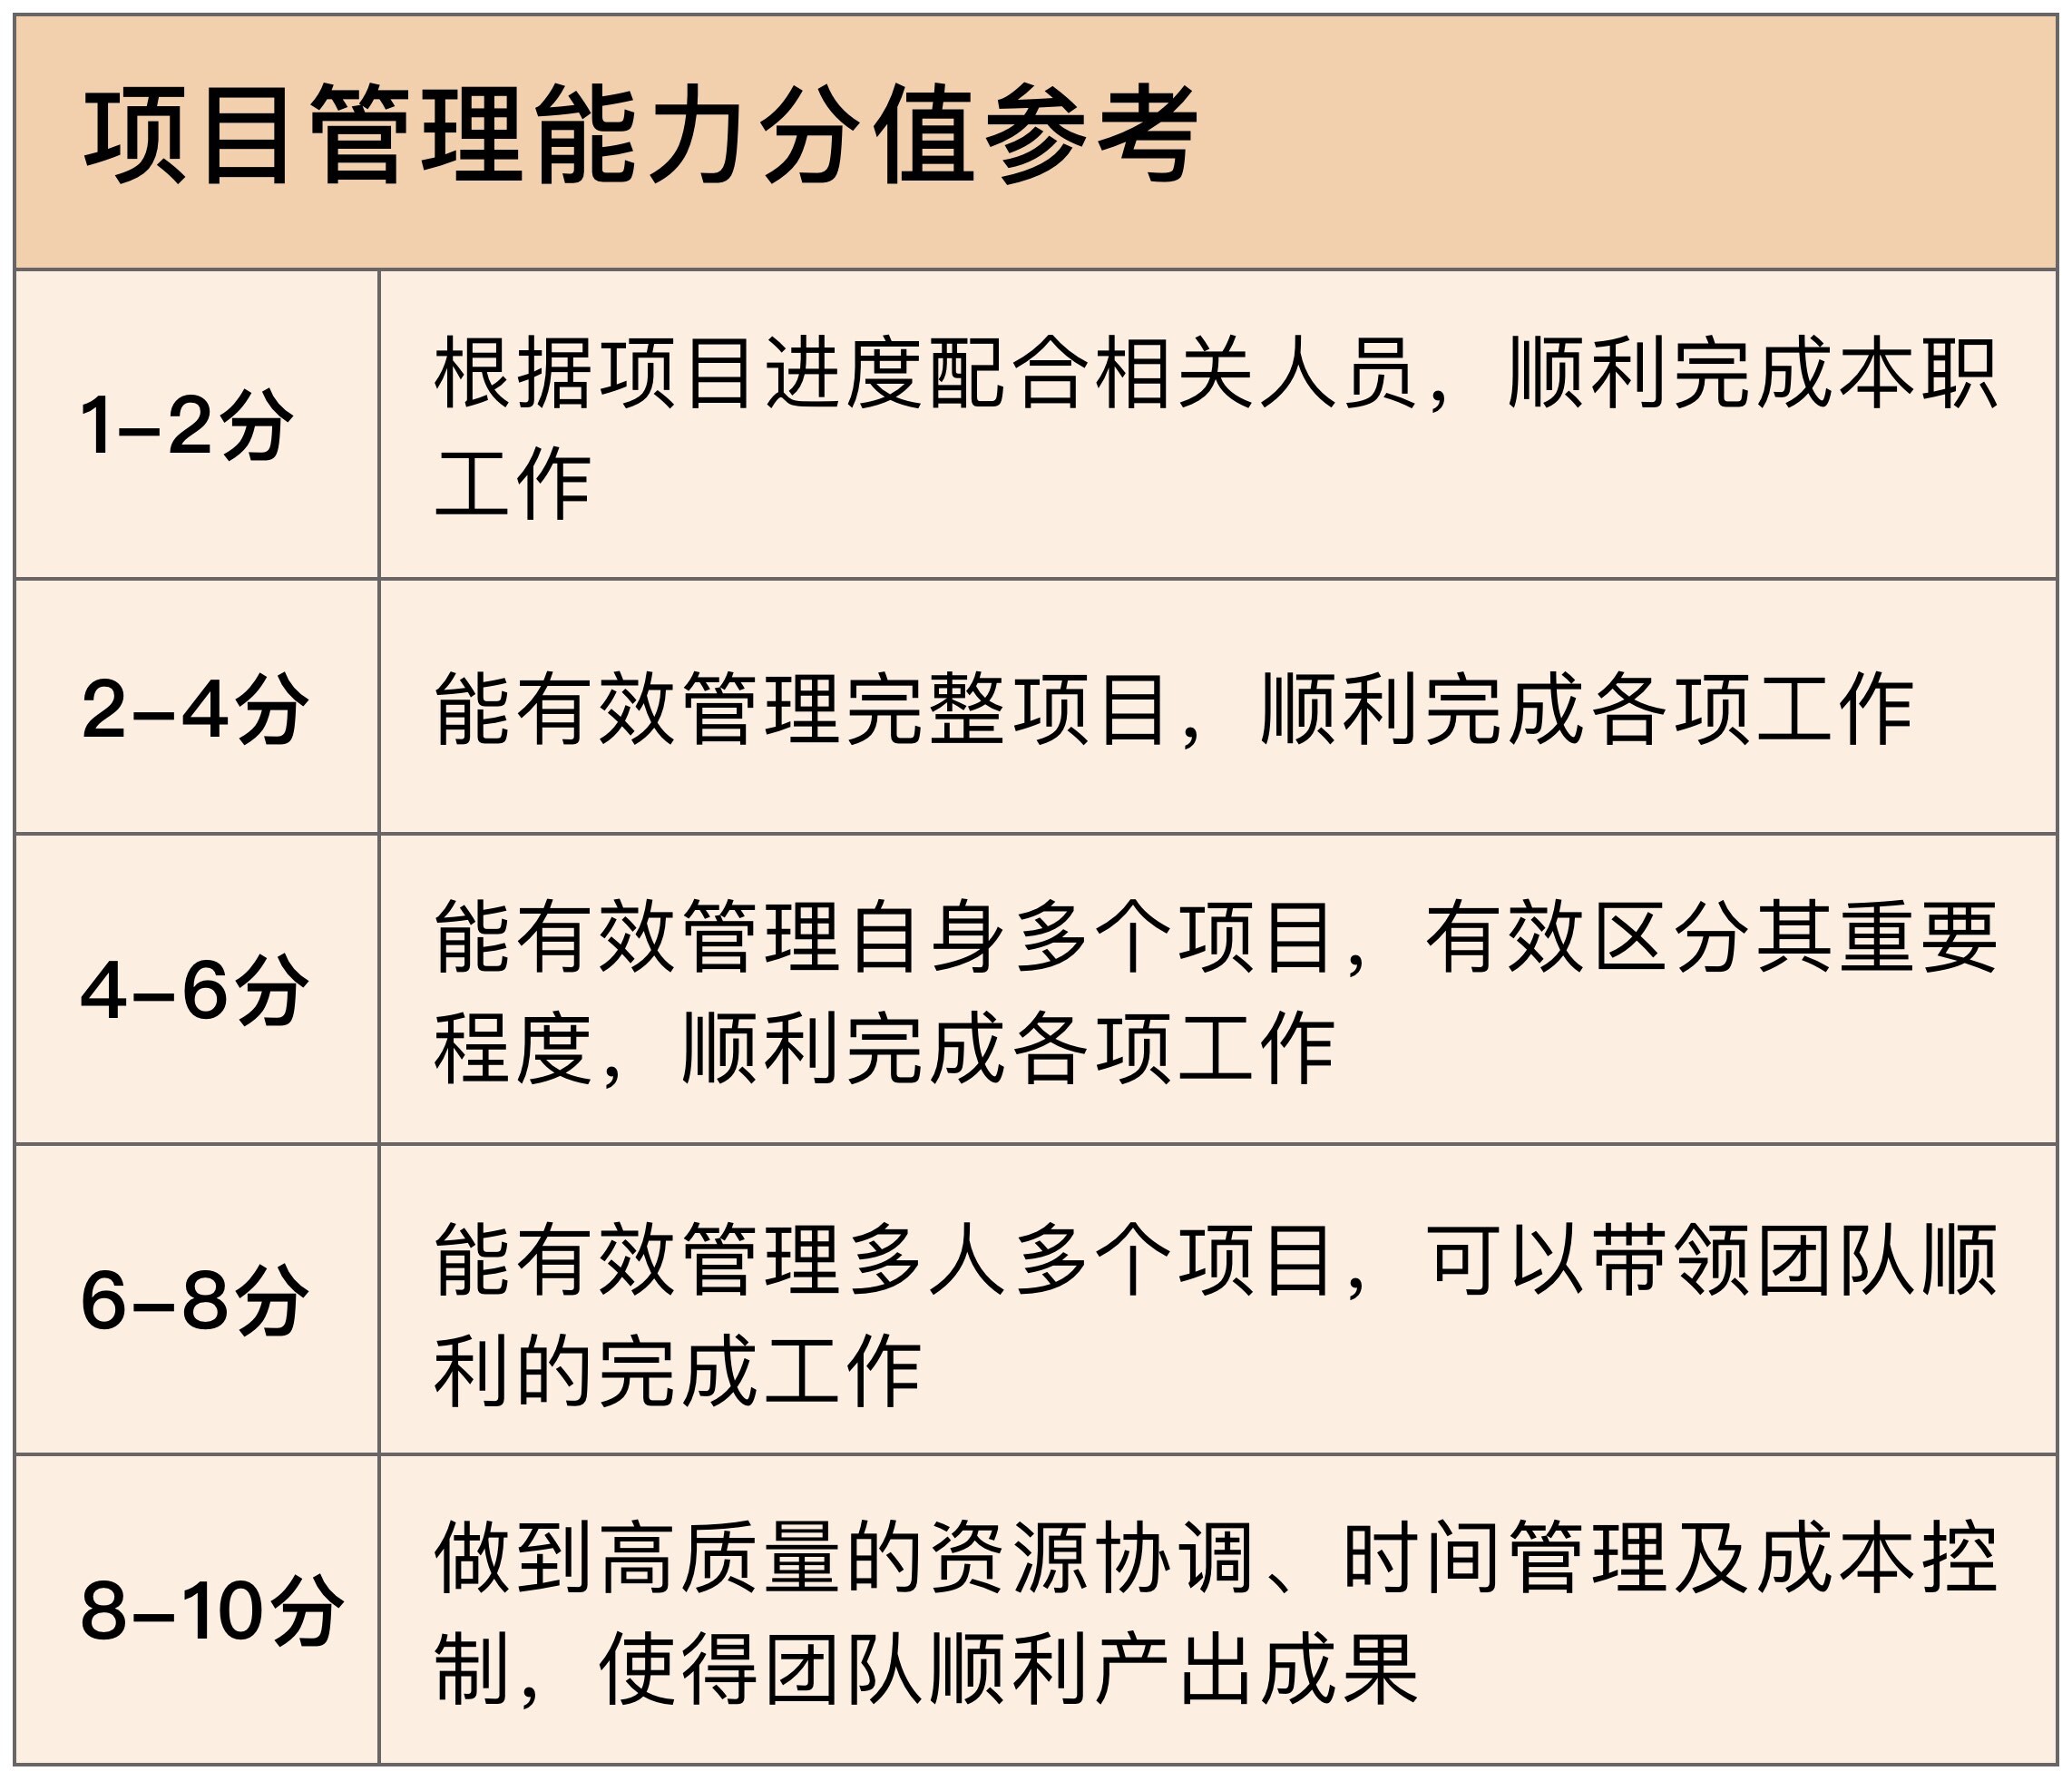 项目管理能力分值参考
1–2分
根据项目进度配合相关人员，顺利完成本职
工作
2–4分
能有效管理完整项目，顺利完成各项工作
4–6分
能有效管理自身多个项目，有效区分其重要
程度，顺利完成各项工作
6–8分
能有效管理多人多个项目，可以带领团队顺
利的完成工作
8–10分
做到高质量的资源协调、时间管理及成本控
制，使得团队顺利产出成果